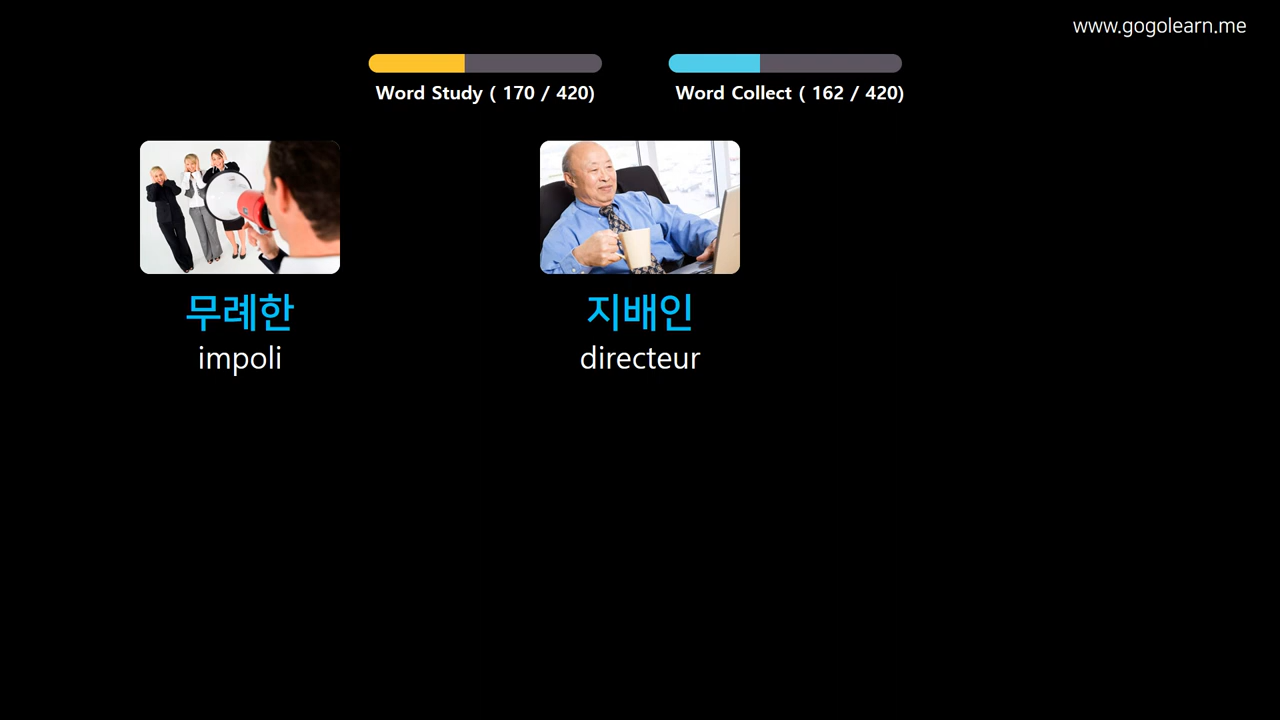 www.gogolearn.me
Word Study ( 170 / 420)
Word Collect ( 162 / 420)
무례한
impoli
지배인
directeur